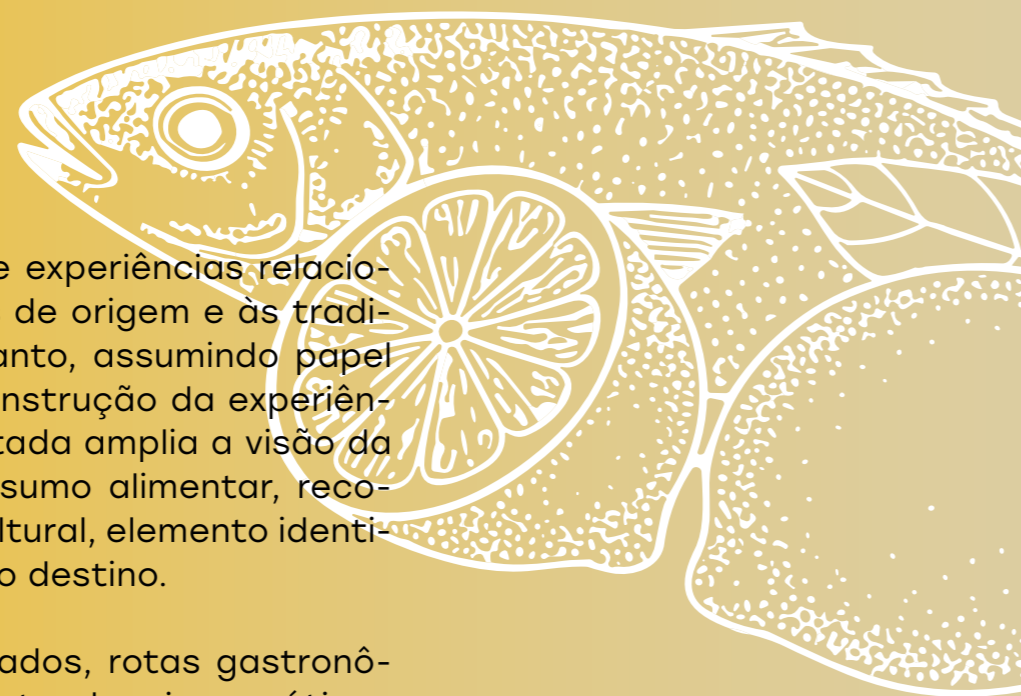 e experiências relacio-
de origem e às tradi-
anto, assumindo papel
nstrução da experiên-
tada amplia a visão da
sumo alimentar, reco-
ltural, elemento identi-
o destino.
ados, rotas gastronô-